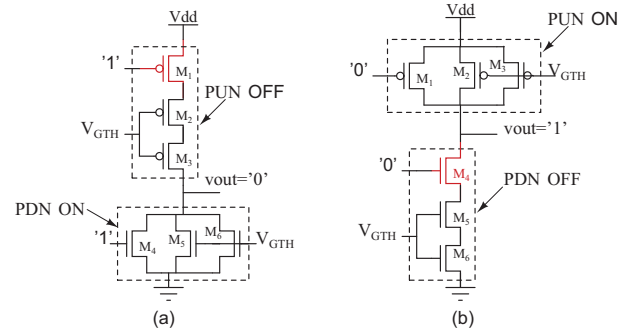 Vdd
'1'
M1
PUN OFF
M2
VGTH
M3
vout='0'
PDN ON
'1'
M4
M5
M6
VGTH
(a)
Vdd
PUN ON
'0'
M1
M2
M3
VGTH
vout='1'
'0'
M4
PDN OFF
M5
VGTH
M6
(b)